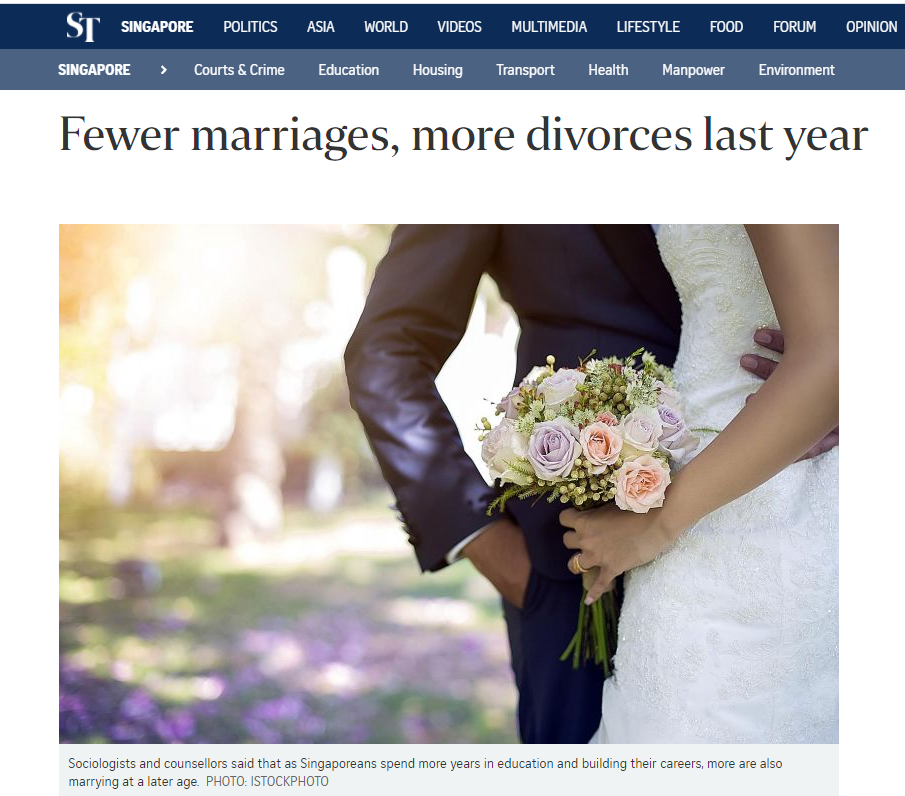 ST SINGAPORE POLITICS ASIA WORLD VIDEOS MULTIMEDIA LIFESTYLE FOOD FORUM OPINION
SINGAPORE > Courts & Crime Education Housing Transport Health Manpower Environment
Fewer marriages, more divorces last year
Sociologists and counsellors said that as Singaporeans spend more years in education and building their careers, more are also
marrying at a later age. PHOTO: ISTOCKPHOTO